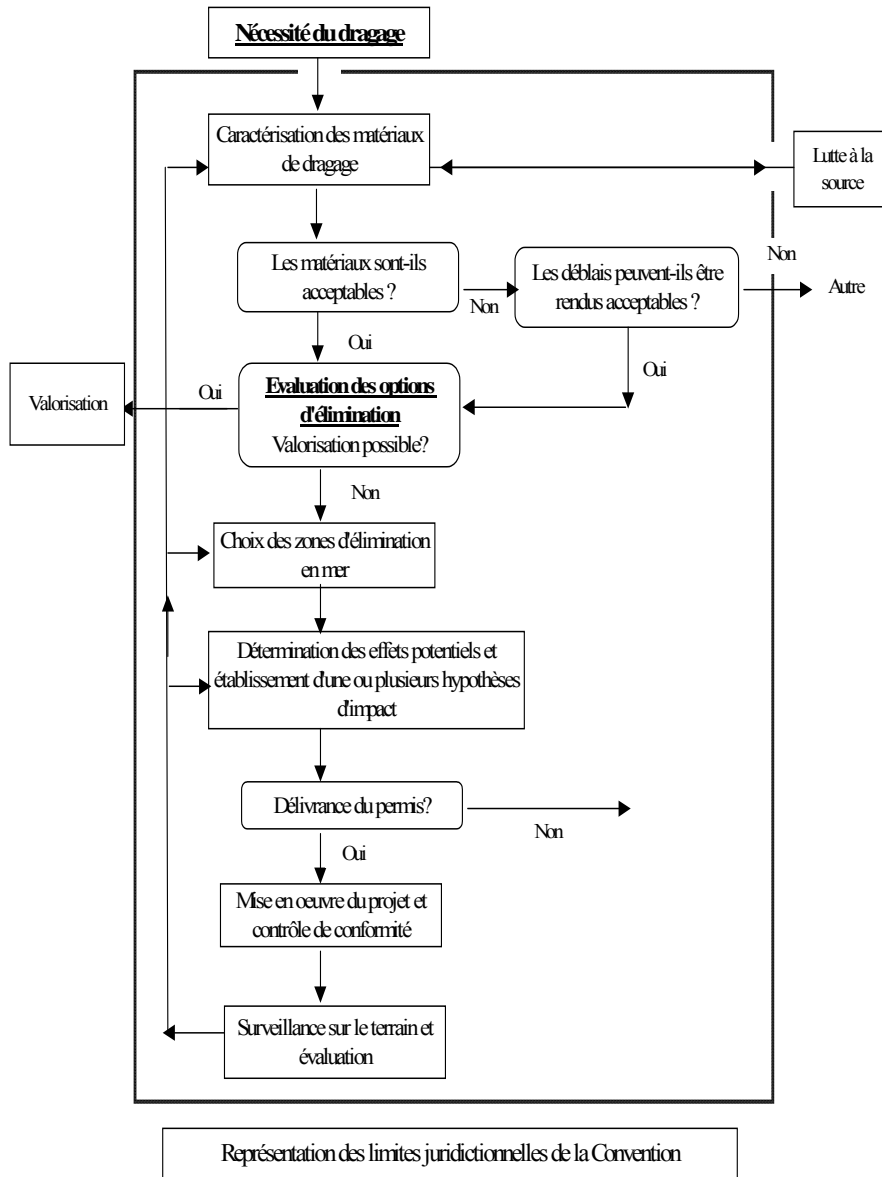 Nécessité du dragage
Caractérisation des matériaux
de dragage
Lutte à la
source
Les matériaux sont-ils
acceptables ?
Non
Les déblais peuvent-ils être
rendus acceptables ?
Non
Autre
Oui
Oui
Valorisation
Oui
Evaluation des options
d'élimination
Valorisation possible?
Non
Choix des zones d'élimination
en mer
Détermination des effets potentiels et
établissement d'une ou plusieurs hypothèses
d'impact
Délivrance du permis?
Non
Oui
Mise en oeuvre du projet et
contrôle de conformité
Surveillance sur le terrain et
évaluation
Représentation des limites juridictionnelles de la Convention